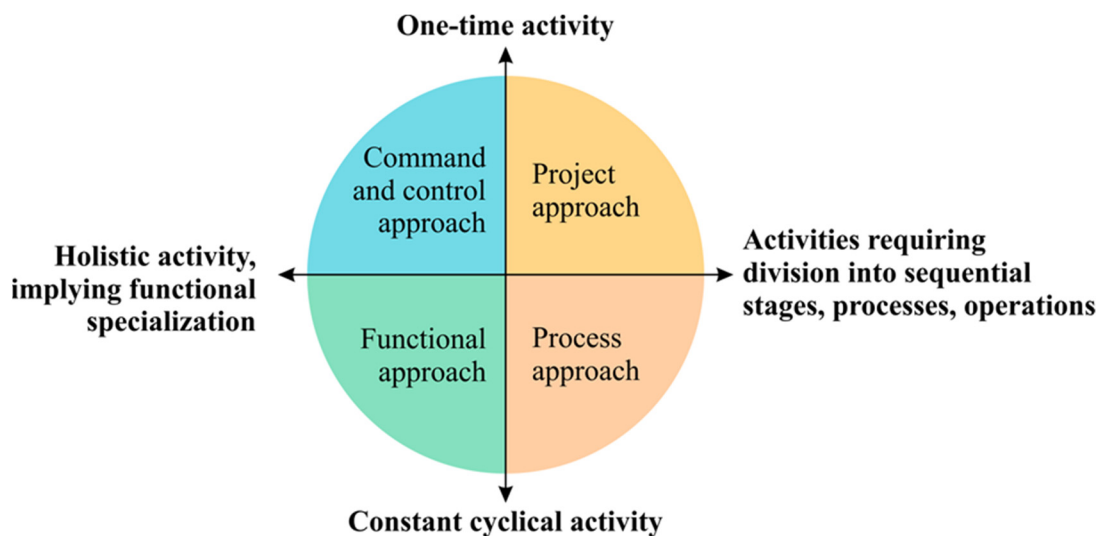 One-time activity
Command
and control
approach
Project
approach
Holistic activity,
implying functional
specialization
Activities requiring
division into sequential
stages, processes, operations
Functional
approach
Process
approach
Constant cyclical activity